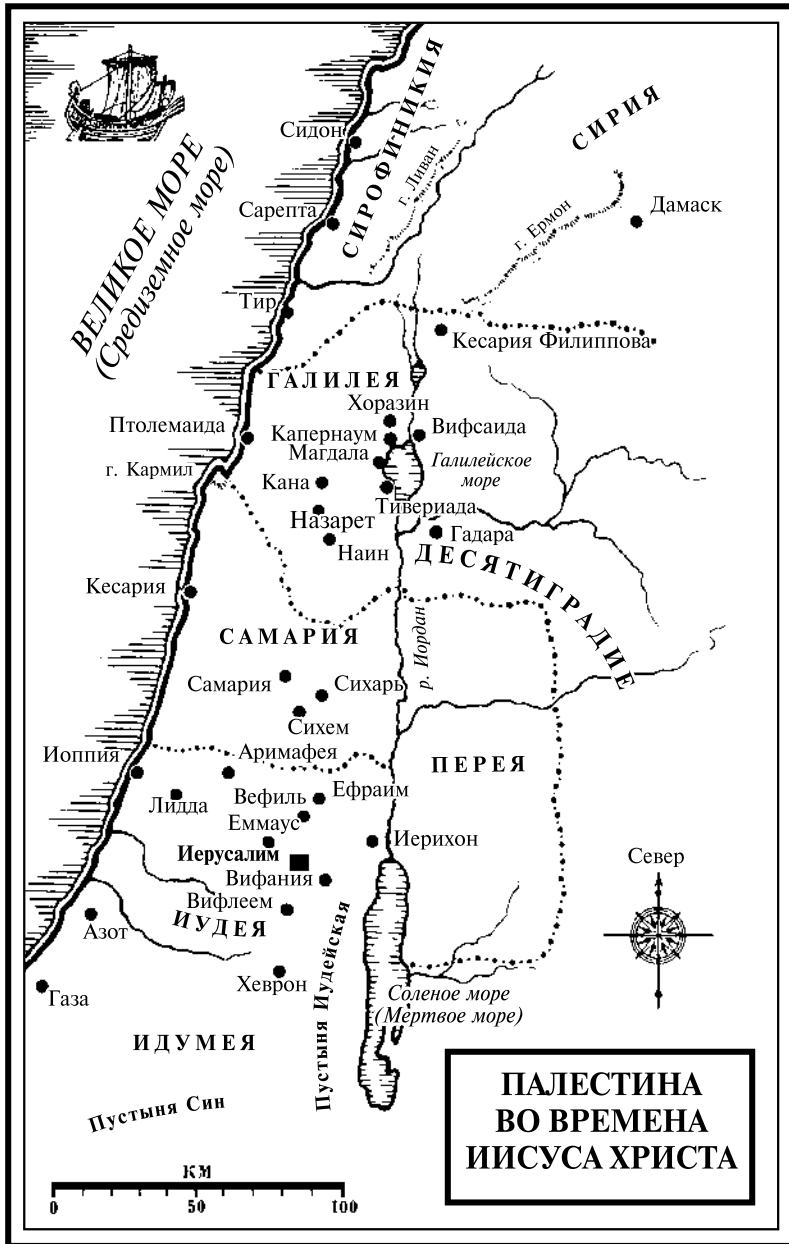 СИРОФИНИКИЯ
СИРИЯ
ВЕЛИКОЕ МОРЕ
(Средиземное море)
Сидон
г. Ливан
Сарепта
г. Ермон
Дамаск
Тир
Кесария Филиппова
ГАЛИЛЕЯ
Хоразин
Птолемаида
Капернаум
Вифсаида
Магдала
г. Кармил
Галилейское
море
Кана
Тивериада
Назарет
Гадара
Наин
ДЕСЯТИГРАДИЕ
Кесария
САМАРИЯ
р. Иордан
Самария
Сихарь
Сихем
Иоппия
Аримафея
ПЕРЕЯ
Лидда
Вефиль
Ефраим
Еммаус
Иерихон
Иерусалим
Север
Вифания
Вифлеем
ИУДЕЯ
Азот
Пустыня Иудейская
Хеврон
Газа
Соленое море
(Мертвое море)
ИДУМЕЯ
Пустыня Син
ПАЛЕСТИНА
ВО ВРЕМЕНА
ИИСУСА ХРИСТА
КМ
0 50 100